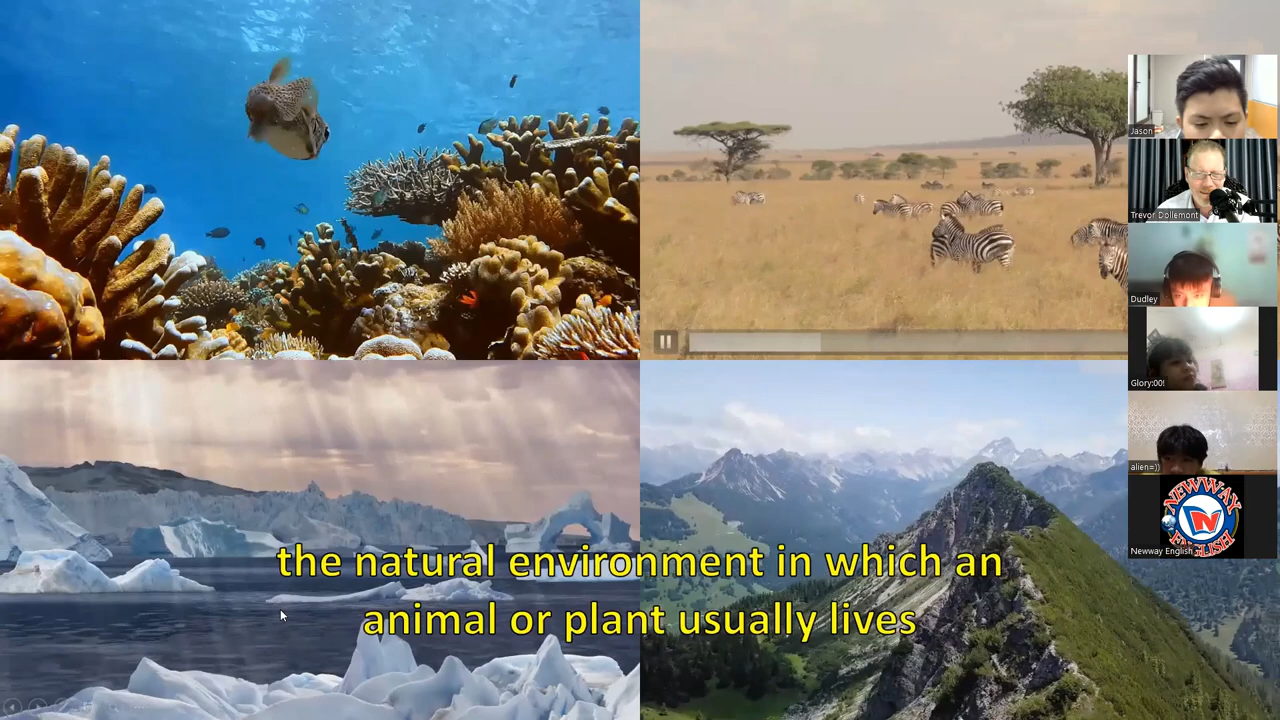 the natural environment in which an
animal or plant usually lives
Jason
Trevor Dollemont
Dudley
Glory:00!
alien=))
NEWWAY
N
ENGLISH
Newway English